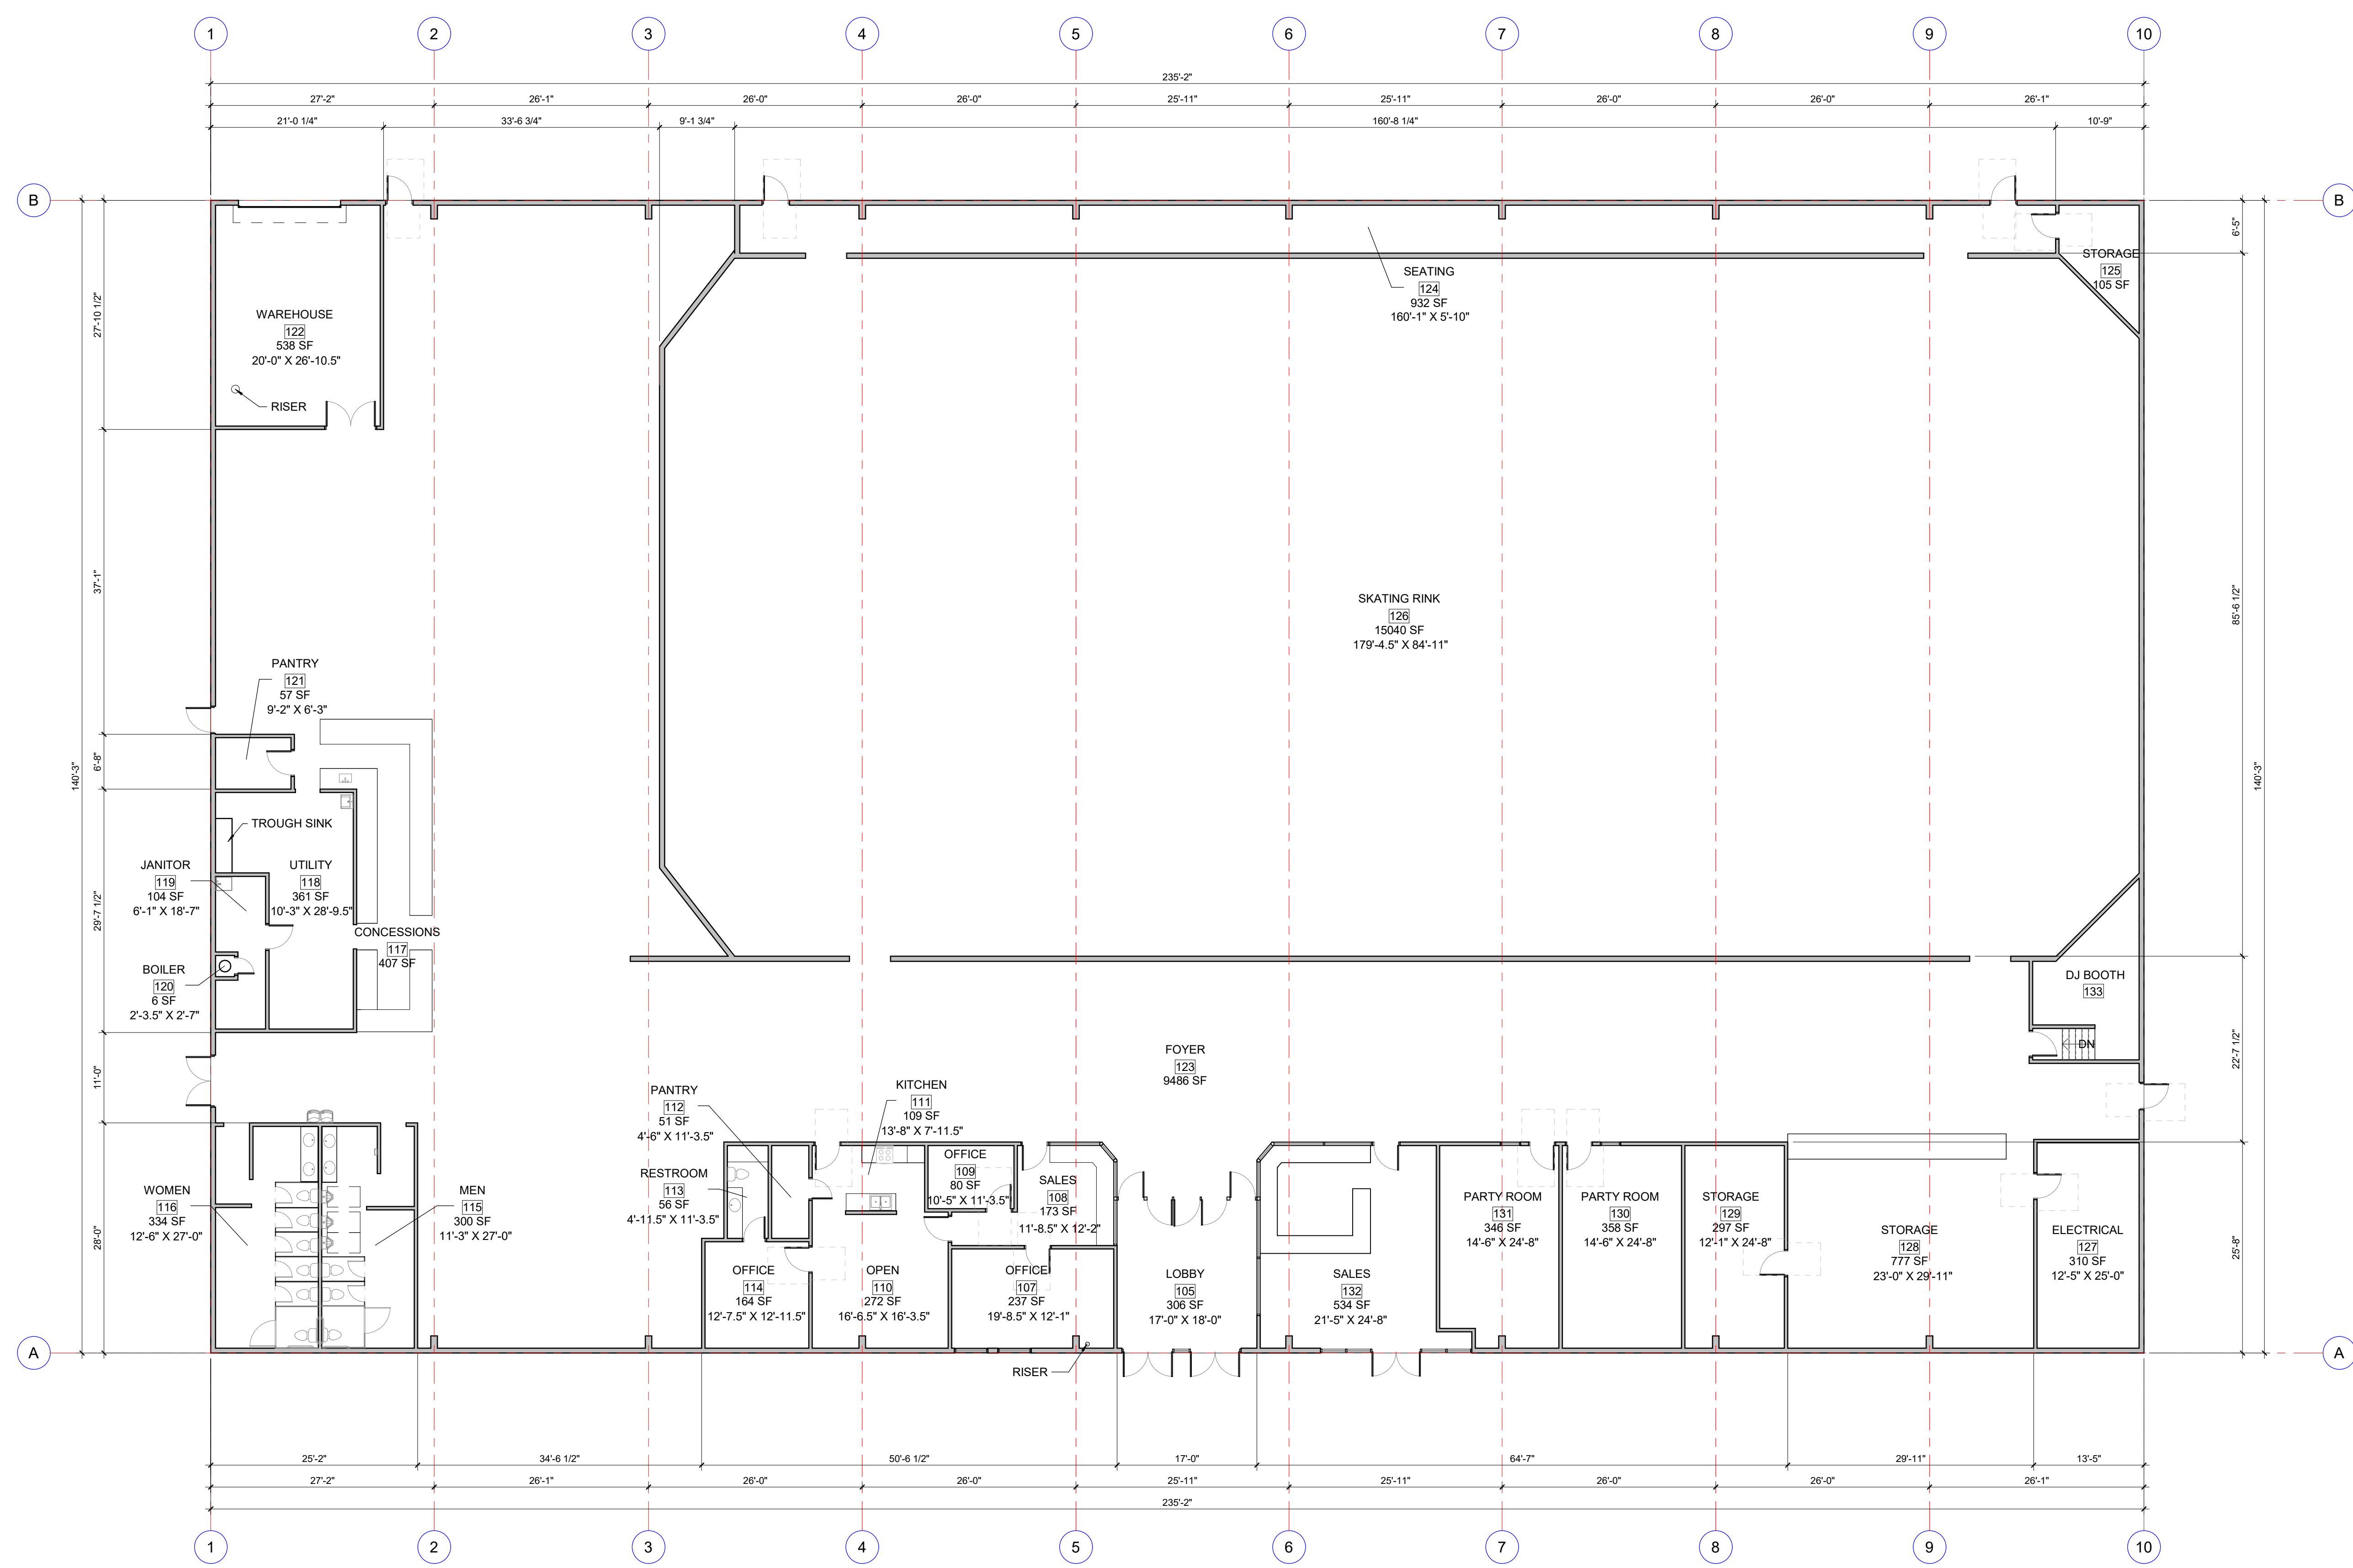 1 2 3 4 5 6 7 8 9 10
235'-2"
27'-2" 26'-1" 26'-0" 26'-0" 25'-11" 25'-11" 26'-0" 26'-0" 26'-1"
21'-0 1/4" 33'-6 3/4" 9'-1 3/4" 160'-8 1/4" 10'-9"
B B
140'-3"
27'-10 1/2"
37'-1"
6'-8"
29'-7 1/2"
11'-0"
28'-0"
6'-5"
85'-6 1/2"
22'-7 1/2"
25'-8"
140'-3"
STORAGE
125
105 SF
SEATING
124
932 SF
160'-1" X 5'-10"
WAREHOUSE
122
538 SF
20'-0" X 26'-10.5"
RISER
SKATING RINK
126
15040 SF
179'-4.5" X 84'-11"
PANTRY
121
57 SF
9'-2" X 6'-3"
TROUGH SINK
JANITOR
119
104 SF
6'-1" X 18'-7"
UTILITY
118
361 SF
10'-3" X 28'-9.5"
CONCESSIONS
117
407 SF
BOILER
120
6 SF
2'-3.5" X 2'-7"
DJ BOOTH
133
DN
FOYER
123
9486 SF
PANTRY
112
51 SF
4'-6" X 11'-3.5"
KITCHEN
111
109 SF
13'-8" X 7'-11.5"
RESTROOM
113
56 SF
4'-11.5" X 11'-3.5"
OFFICE
109
80 SF
10'-5" X 11'-3.5"
SALES
108
173 SF
11'-8.5" X 12'-2"
WOMEN
116
334 SF
12'-6" X 27'-0"
MEN
115
300 SF
11'-3" X 27'-0"
PARTY ROOM
131
346 SF
14'-6" X 24'-8"
PARTY ROOM
130
358 SF
14'-6" X 24'-8"
STORAGE
129
297 SF
12'-1" X 24'-8"
STORAGE
128
777 SF
23'-0" X 29'-11"
ELECTRICAL
127
310 SF
12'-5" X 25'-0"
OFFICE
114
164 SF
12'-7.5" X 12'-11.5"
OPEN
110
272 SF
16'-6.5" X 16'-3.5"
OFFICE
107
237 SF
19'-8.5" X 12'-1"
LOBBY
105
306 SF
17'-0" X 18'-0"
SALES
132
534 SF
21'-5" X 24'-8"
RISER
A A
25'-2" 34'-6 1/2" 50'-6 1/2" 17'-0" 64'-7" 29'-11" 13'-5"
27'-2" 26'-1" 26'-0" 26'-0" 25'-11" 25'-11" 26'-0" 26'-0" 26'-1"
235'-2"
1 2 3 4 5 6 7 8 9 10